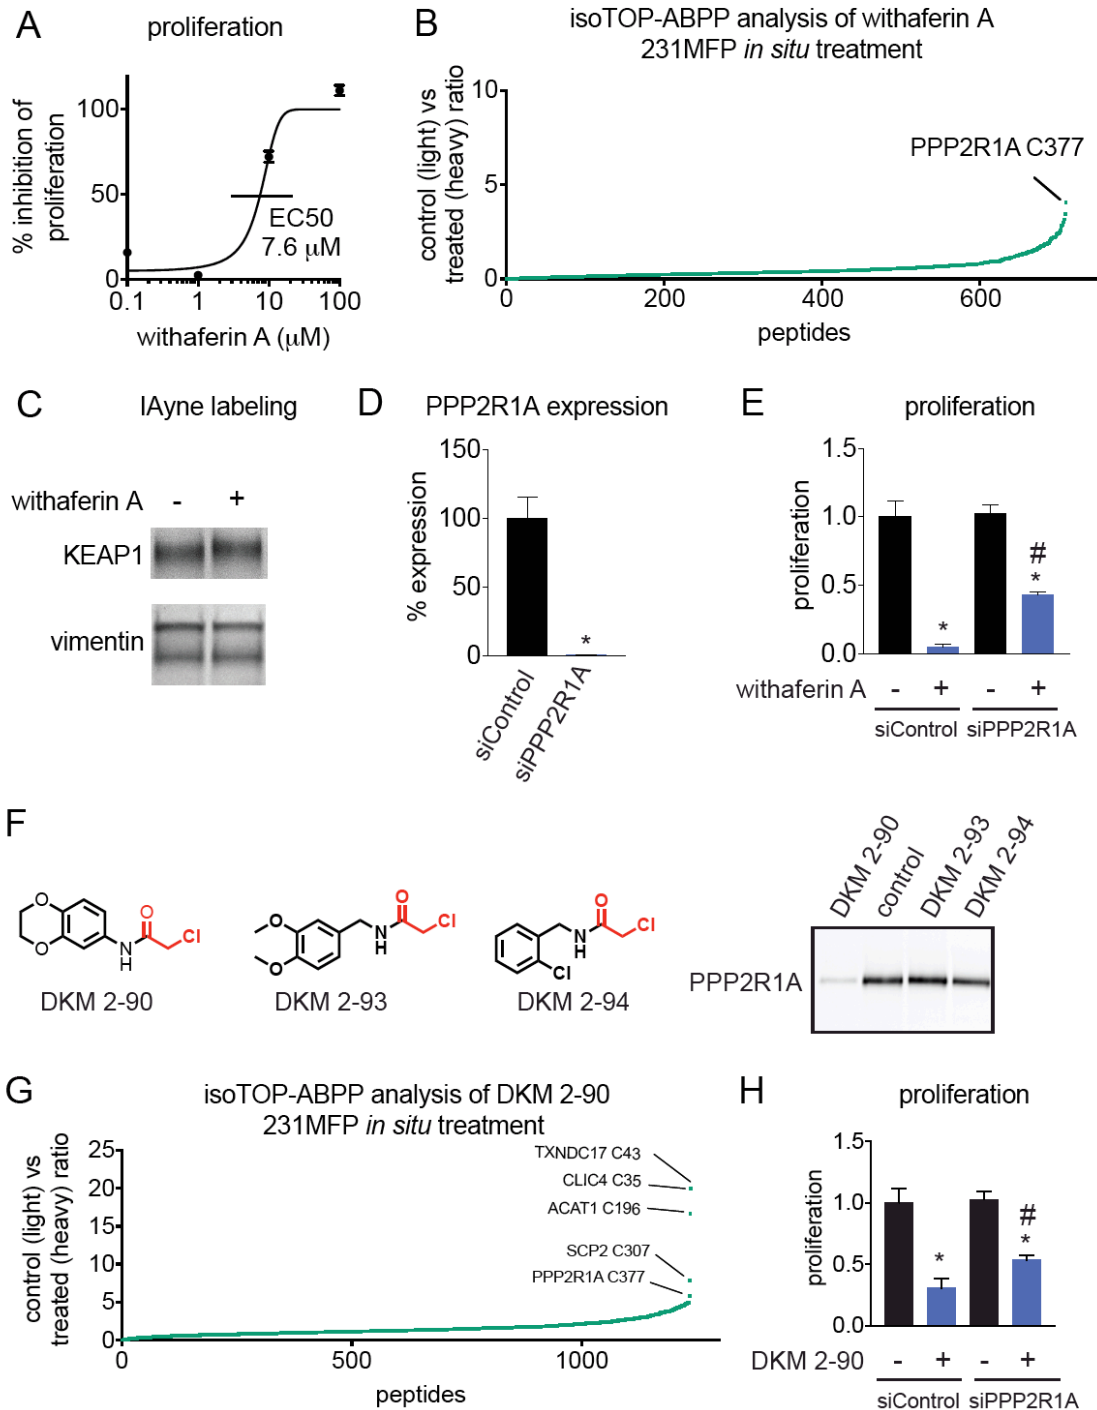 A
proliferation
% inhibition of
proliferation
100
50
0
EC50
7.6 μM
0.1
1
10
100
withaferin A (μM)
B
isoTOP-ABPP analysis of withaferin A
231MFP in situ treatment
control (light) vs
treated (heavy) ratio
10
5
0
PPP2R1A C377
0
200
400
600
peptides
C
IAyne labeling
withaferin A - +
KEAP1
vimentin
D
PPP2R1A expression
% expression
150
100
50
0
*
siControl
siPPP2R1A
E
proliferation
proliferation
1.5
1.0
0.5
0.0
*
#
*
withaferin A - + - +
siControl siPPP2R1A
F
O
O
N
H
O
Cl
DKM 2-90
O
O
N
H
O
Cl
DKM 2-93
Cl
N
H
O
Cl
DKM 2-94
DKM 2-90
control
DKM 2-93
DKM 2-94
PPP2R1A
G
isoTOP-ABPP analysis of DKM 2-90
231MFP in situ treatment
control (light) vs
treated (heavy) ratio
25
20
15
10
5
0
TXNDC17 C43
CLIC4 C35
ACAT1 C196
SCP2 C307
PPP2R1A C377
0
500
1000
peptides
H
proliferation
proliferation
1.5
1.0
0.5
0.0
*
#
*
DKM 2-90 - + - +
siControl siPPP2R1A